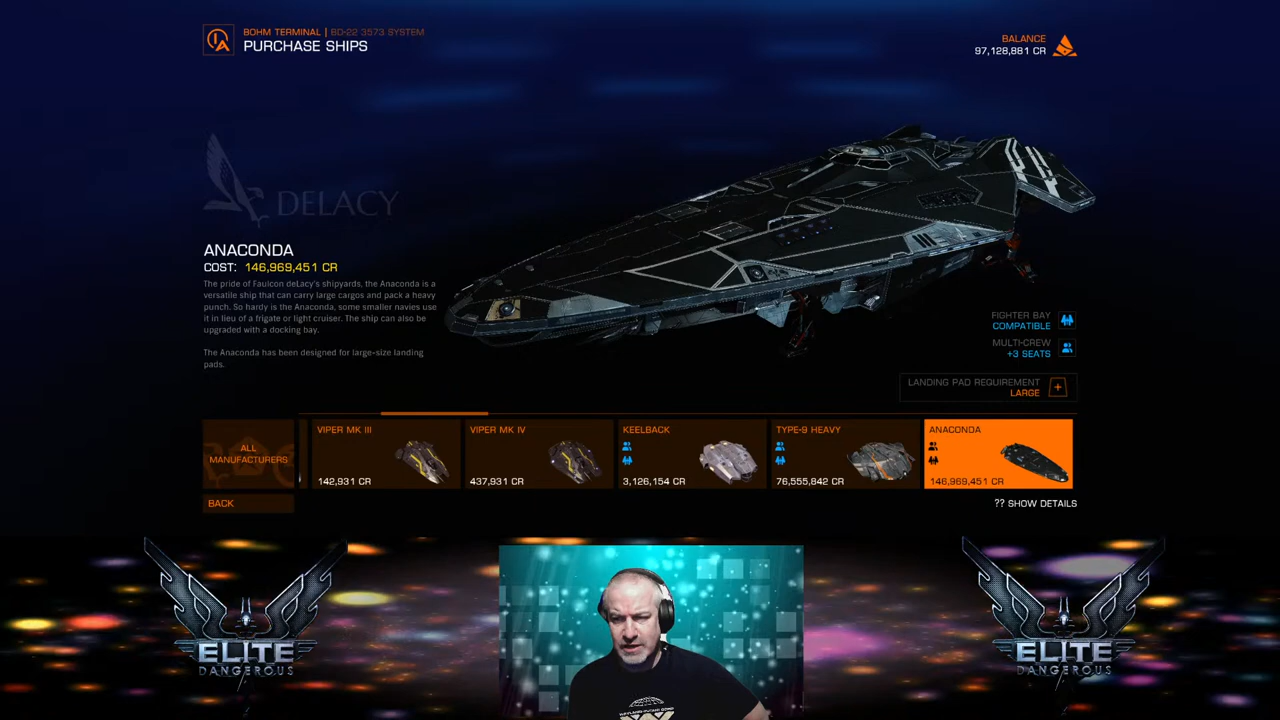 BOHM TERMINAL | BD-22 3573 SYSTEM
PURCHASE SHIPS
BALANCE
97,128,881 CR
DELACY
ANACONDA
COST: 146,969,451 CR
The pride of Faulcon deLacy's shipyards, the Anaconda is a
versatile ship that can carry large cargos and pack a heavy
punch. So hardy is the Anaconda, some smaller navies use
it in lieu of a frigate or light cruiser. The ship can also be
upgraded with a docking bay.
The Anaconda has been designed for large-size landing
pads.
FIGHTER BAY
COMPATIBLE
MULTI-CREW
+3 SEATS
LANDING PAD REQUIREMENT
LARGE
ALL
MANUFACTURERS
VIPER MK III
142,931 CR
VIPER MK IV
437,931 CR
KEELBACK
3,126,154 CR
TYPE-9 HEAVY
76,555,842 CR
ANACONDA
146,969,451 CR
BACK
?? SHOW DETAILS
ELITE
DANGEROUS
ELITE
DANGEROUS